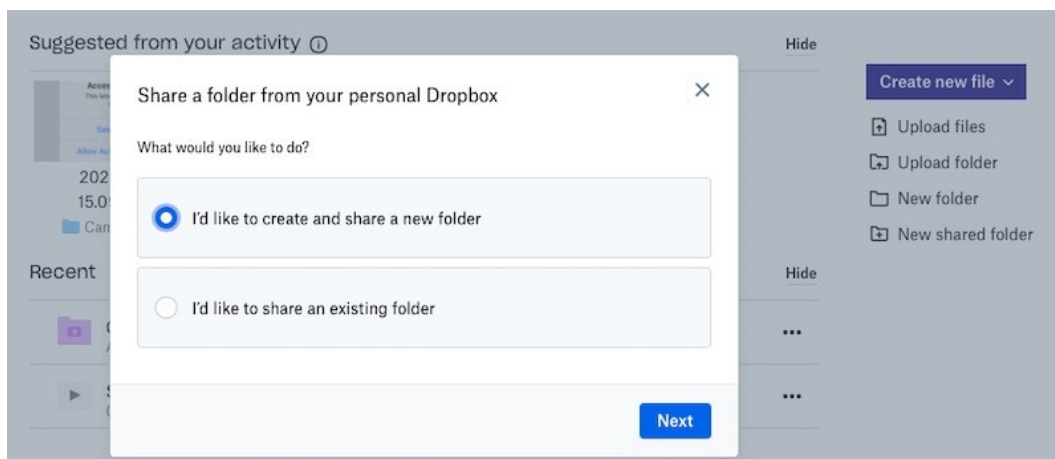 Suggested from your activity
Hide
Share a folder from your personal Dropbox
What would you like to do?
I'd like to create and share a new folder
I'd like to share an existing folder
Next
202
15.0
Cam
Recent
Hide
Create new file
Upload files
Upload folder
New folder
New shared folder